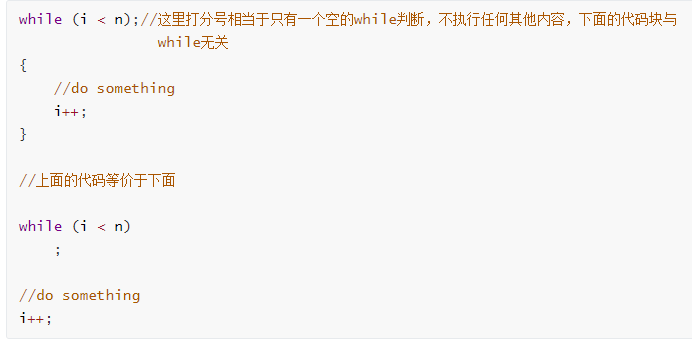 while (i < n);//这里打分号相当于只有一个空的while判断，不执行任何其他内容，下面的代码块与
while无关
{
//do something
i++;
}
//上面的代码等价于下面
while (i < n)
;
//do something
i++;